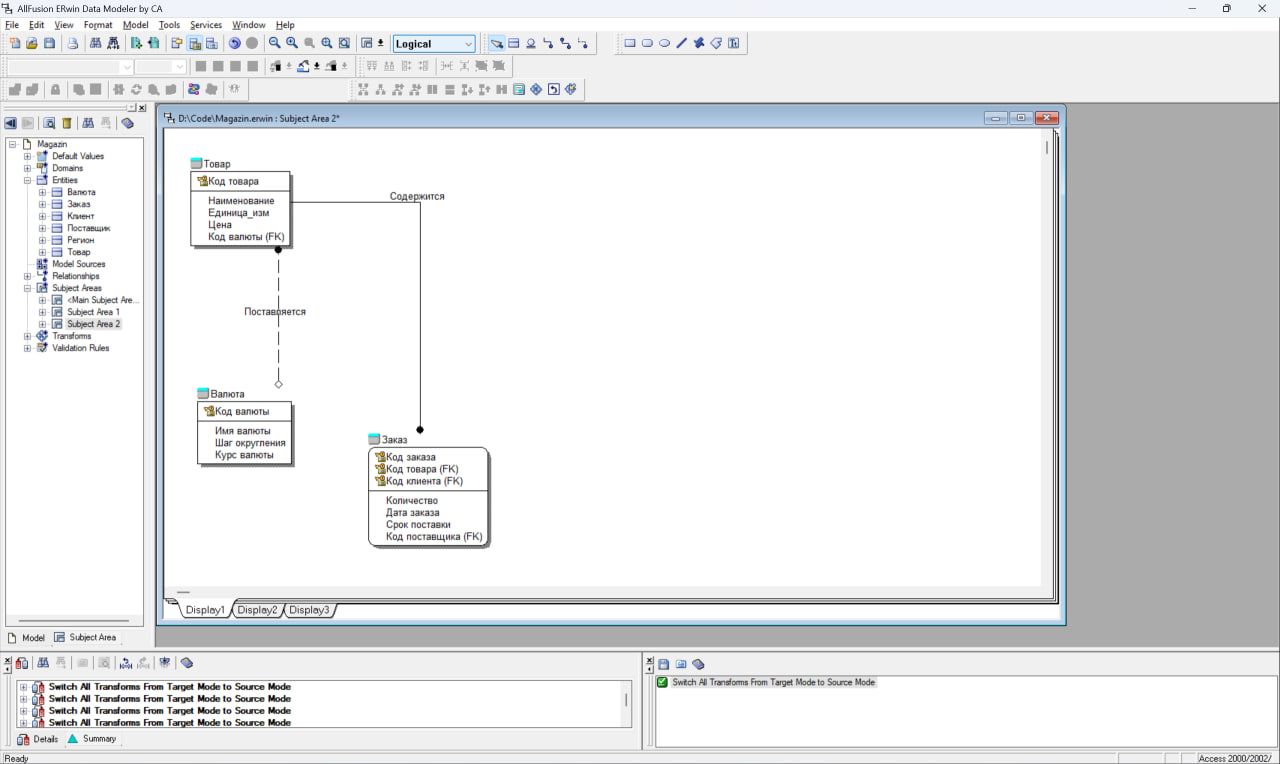 AllFusion ERwin Data Modeler by CA
File Edit View Format Model Tools Services Window Help
Logical
Magazin
Default Values
Domains
Entities
Валюта
Заказ
Клиент
Поставщик
Регион
Товар
Model Sources
Relationships
Subject Areas
<Main Subject Are...
Subject Area 1
Subject Area 2
Transforms
Validation Rules
Model Subject Area
D:\Code\Magazin.erwin : Subject Area 2*
Товар
Код товара
Наименование
Единица_изм
Цена
Код валюты (FK)
Содержится
Поставляется
Валюта
Код валюты
Имя валюты
Шаг округления
Курс валюты
Заказ
Код заказа
Код товара (FK)
Код клиента (FK)
Количество
Дата заказа
Срок поставки
Код поставщика (FK)
Display1 Display2 Display3
Switch All Transforms From Target Mode to Source Mode
Switch All Transforms From Target Mode to Source Mode
Switch All Transforms From Target Mode to Source Mode
Switch All Transforms From Target Mode to Source Mode
Details Summary
Switch All Transforms From Target Mode to Source Mode
Ready
Access 2000/2002/